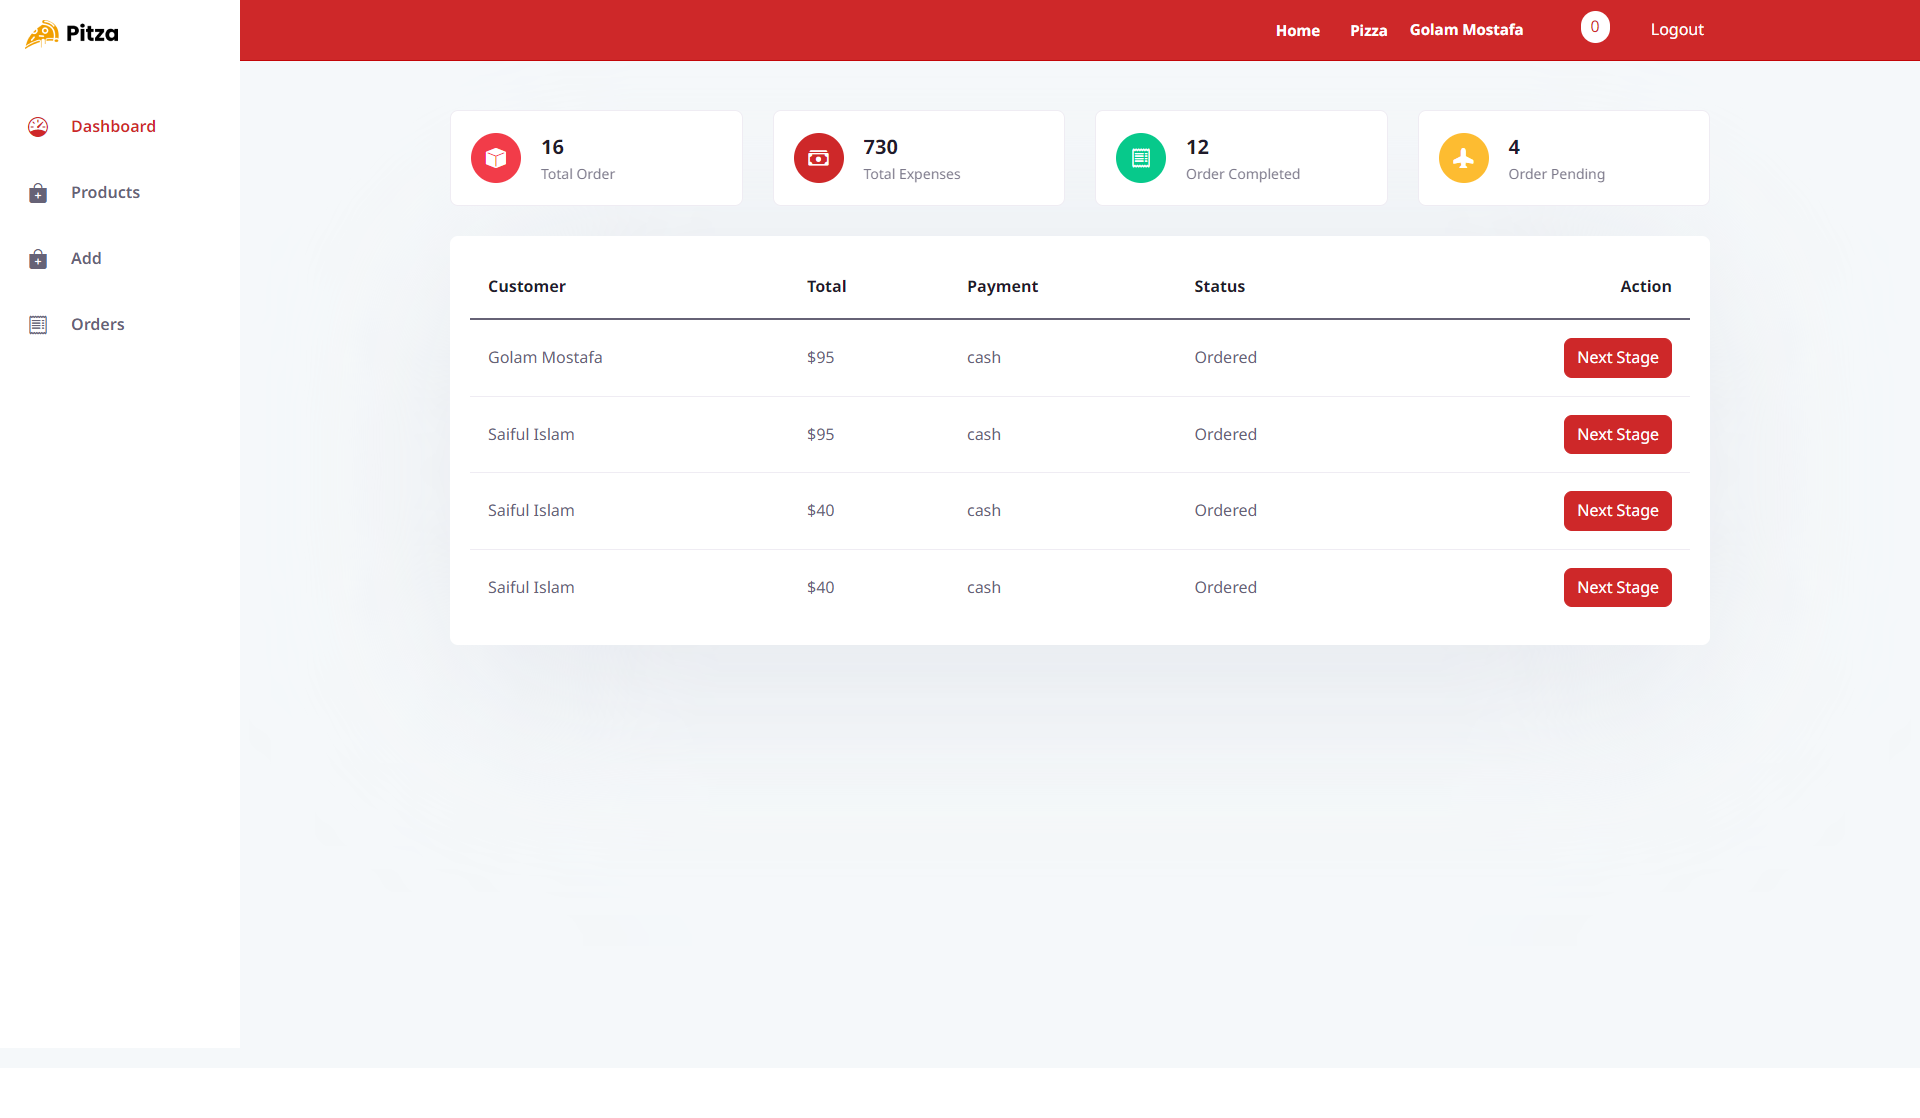 Pitza
Home Pizza Golam Mostafa 0 Logout
Dashboard
Products
Add
Orders
16
Total Order
730
Total Expenses
12
Order Completed
4
Order Pending
Customer Total Payment Status Action
Golam Mostafa $95 cash Ordered Next Stage
Saiful Islam $95 cash Ordered Next Stage
Saiful Islam $40 cash Ordered Next Stage
Saiful Islam $40 cash Ordered Next Stage